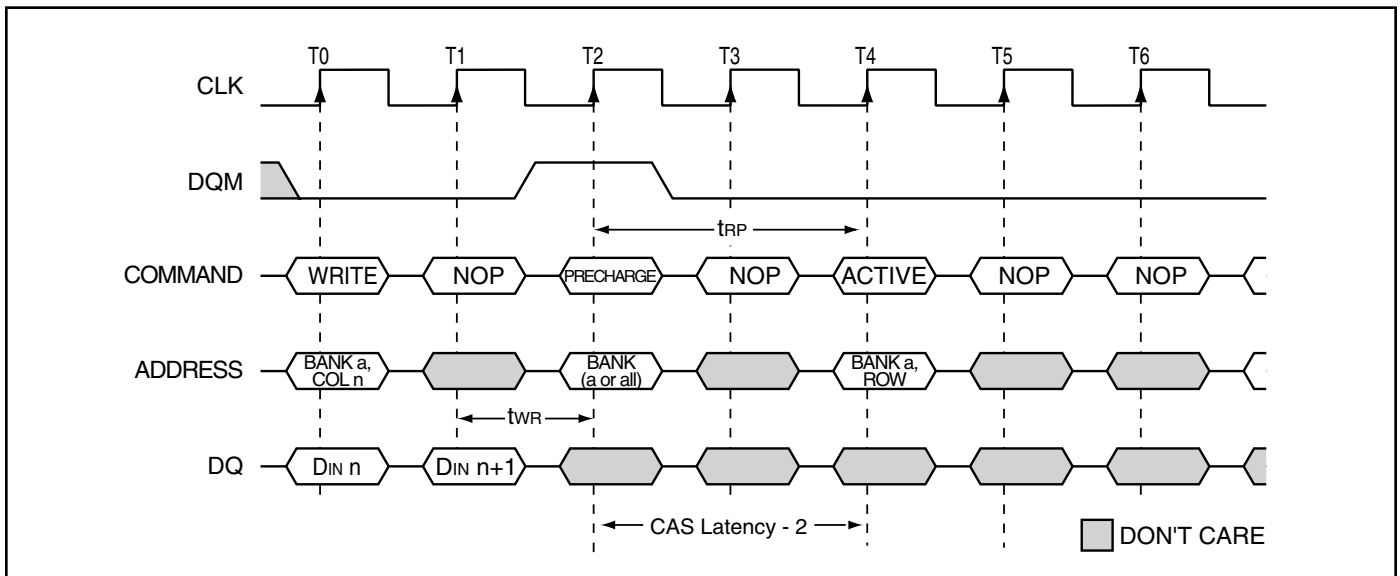 T0 T1 T2 T3 T4 T5 T6
CLK
DQM
tRP
COMMAND WRITE NOP PRECHARGE NOP ACTIVE NOP NOP
ADDRESS BANK a, COL n BANK (a or all) BANK a, ROW
tWR
DQ DIN n DIN n+1
CAS Latency - 2
DON'T CARE